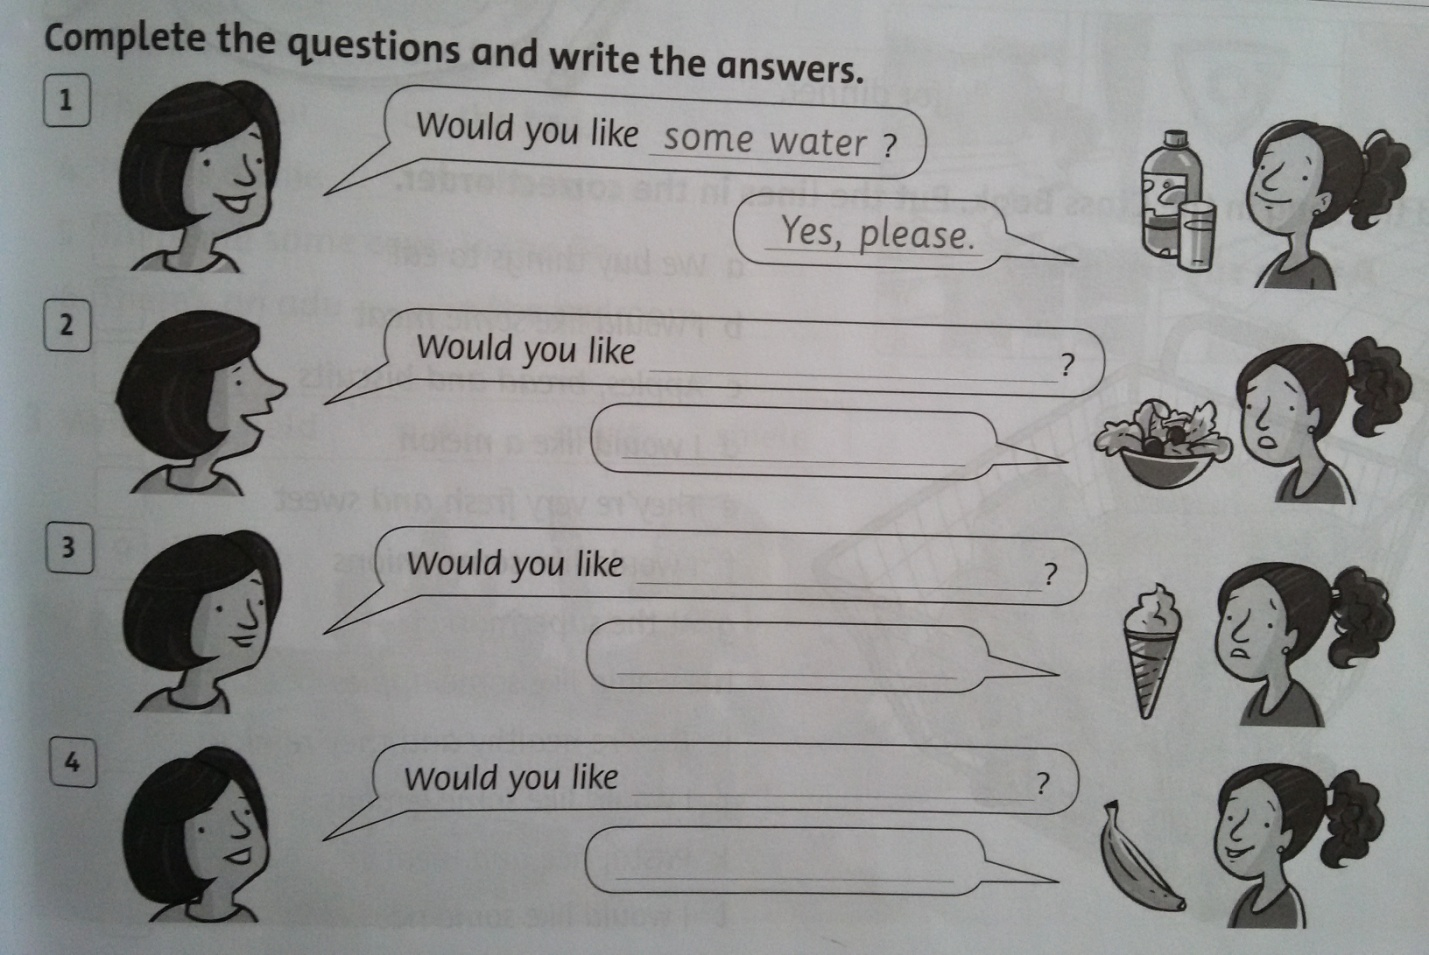 Complete the questions and write the answers.
1
Would you like some water ?
Yes, please.
2
Would you like ?
3
Would you like ?
4
Would you like ?